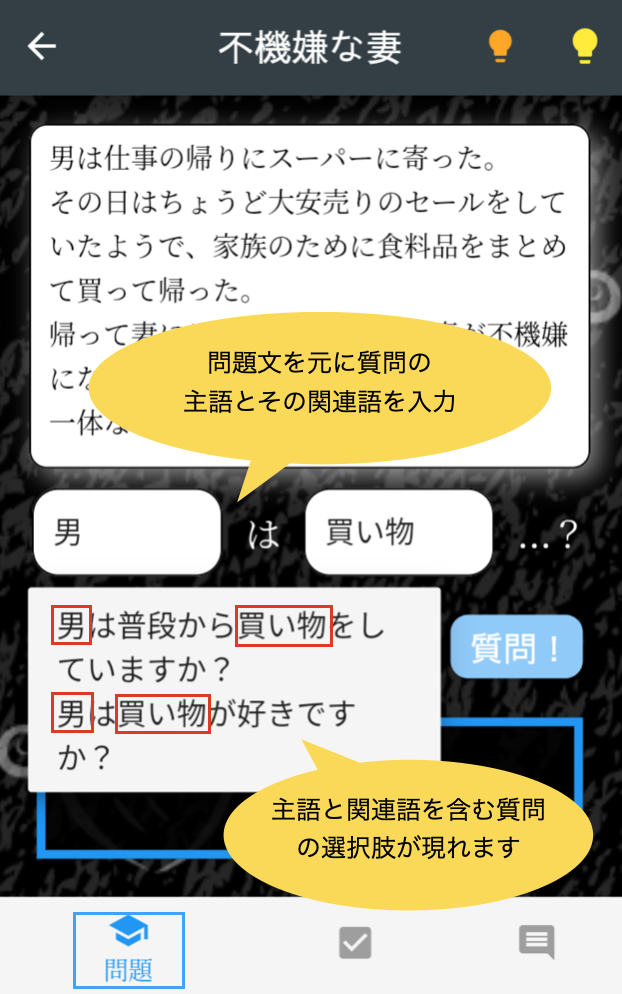 不機嫌な妻
男は仕事の帰りにスーパーに寄った。
その日はちょうど大安売りのセールをして
いたようで、家族のために食料品をまとめ
て買って帰った。
帰って妻に
が不機嫌
にな
一体な
問題文を元に質問の
主語とその関連語を入力
男 は 買い物 …？
男は普段から買い物をし
ていますか？
男は買い物が好きです
か？
質問！
主語と関連語を含む質問
の選択肢が現れます
問題